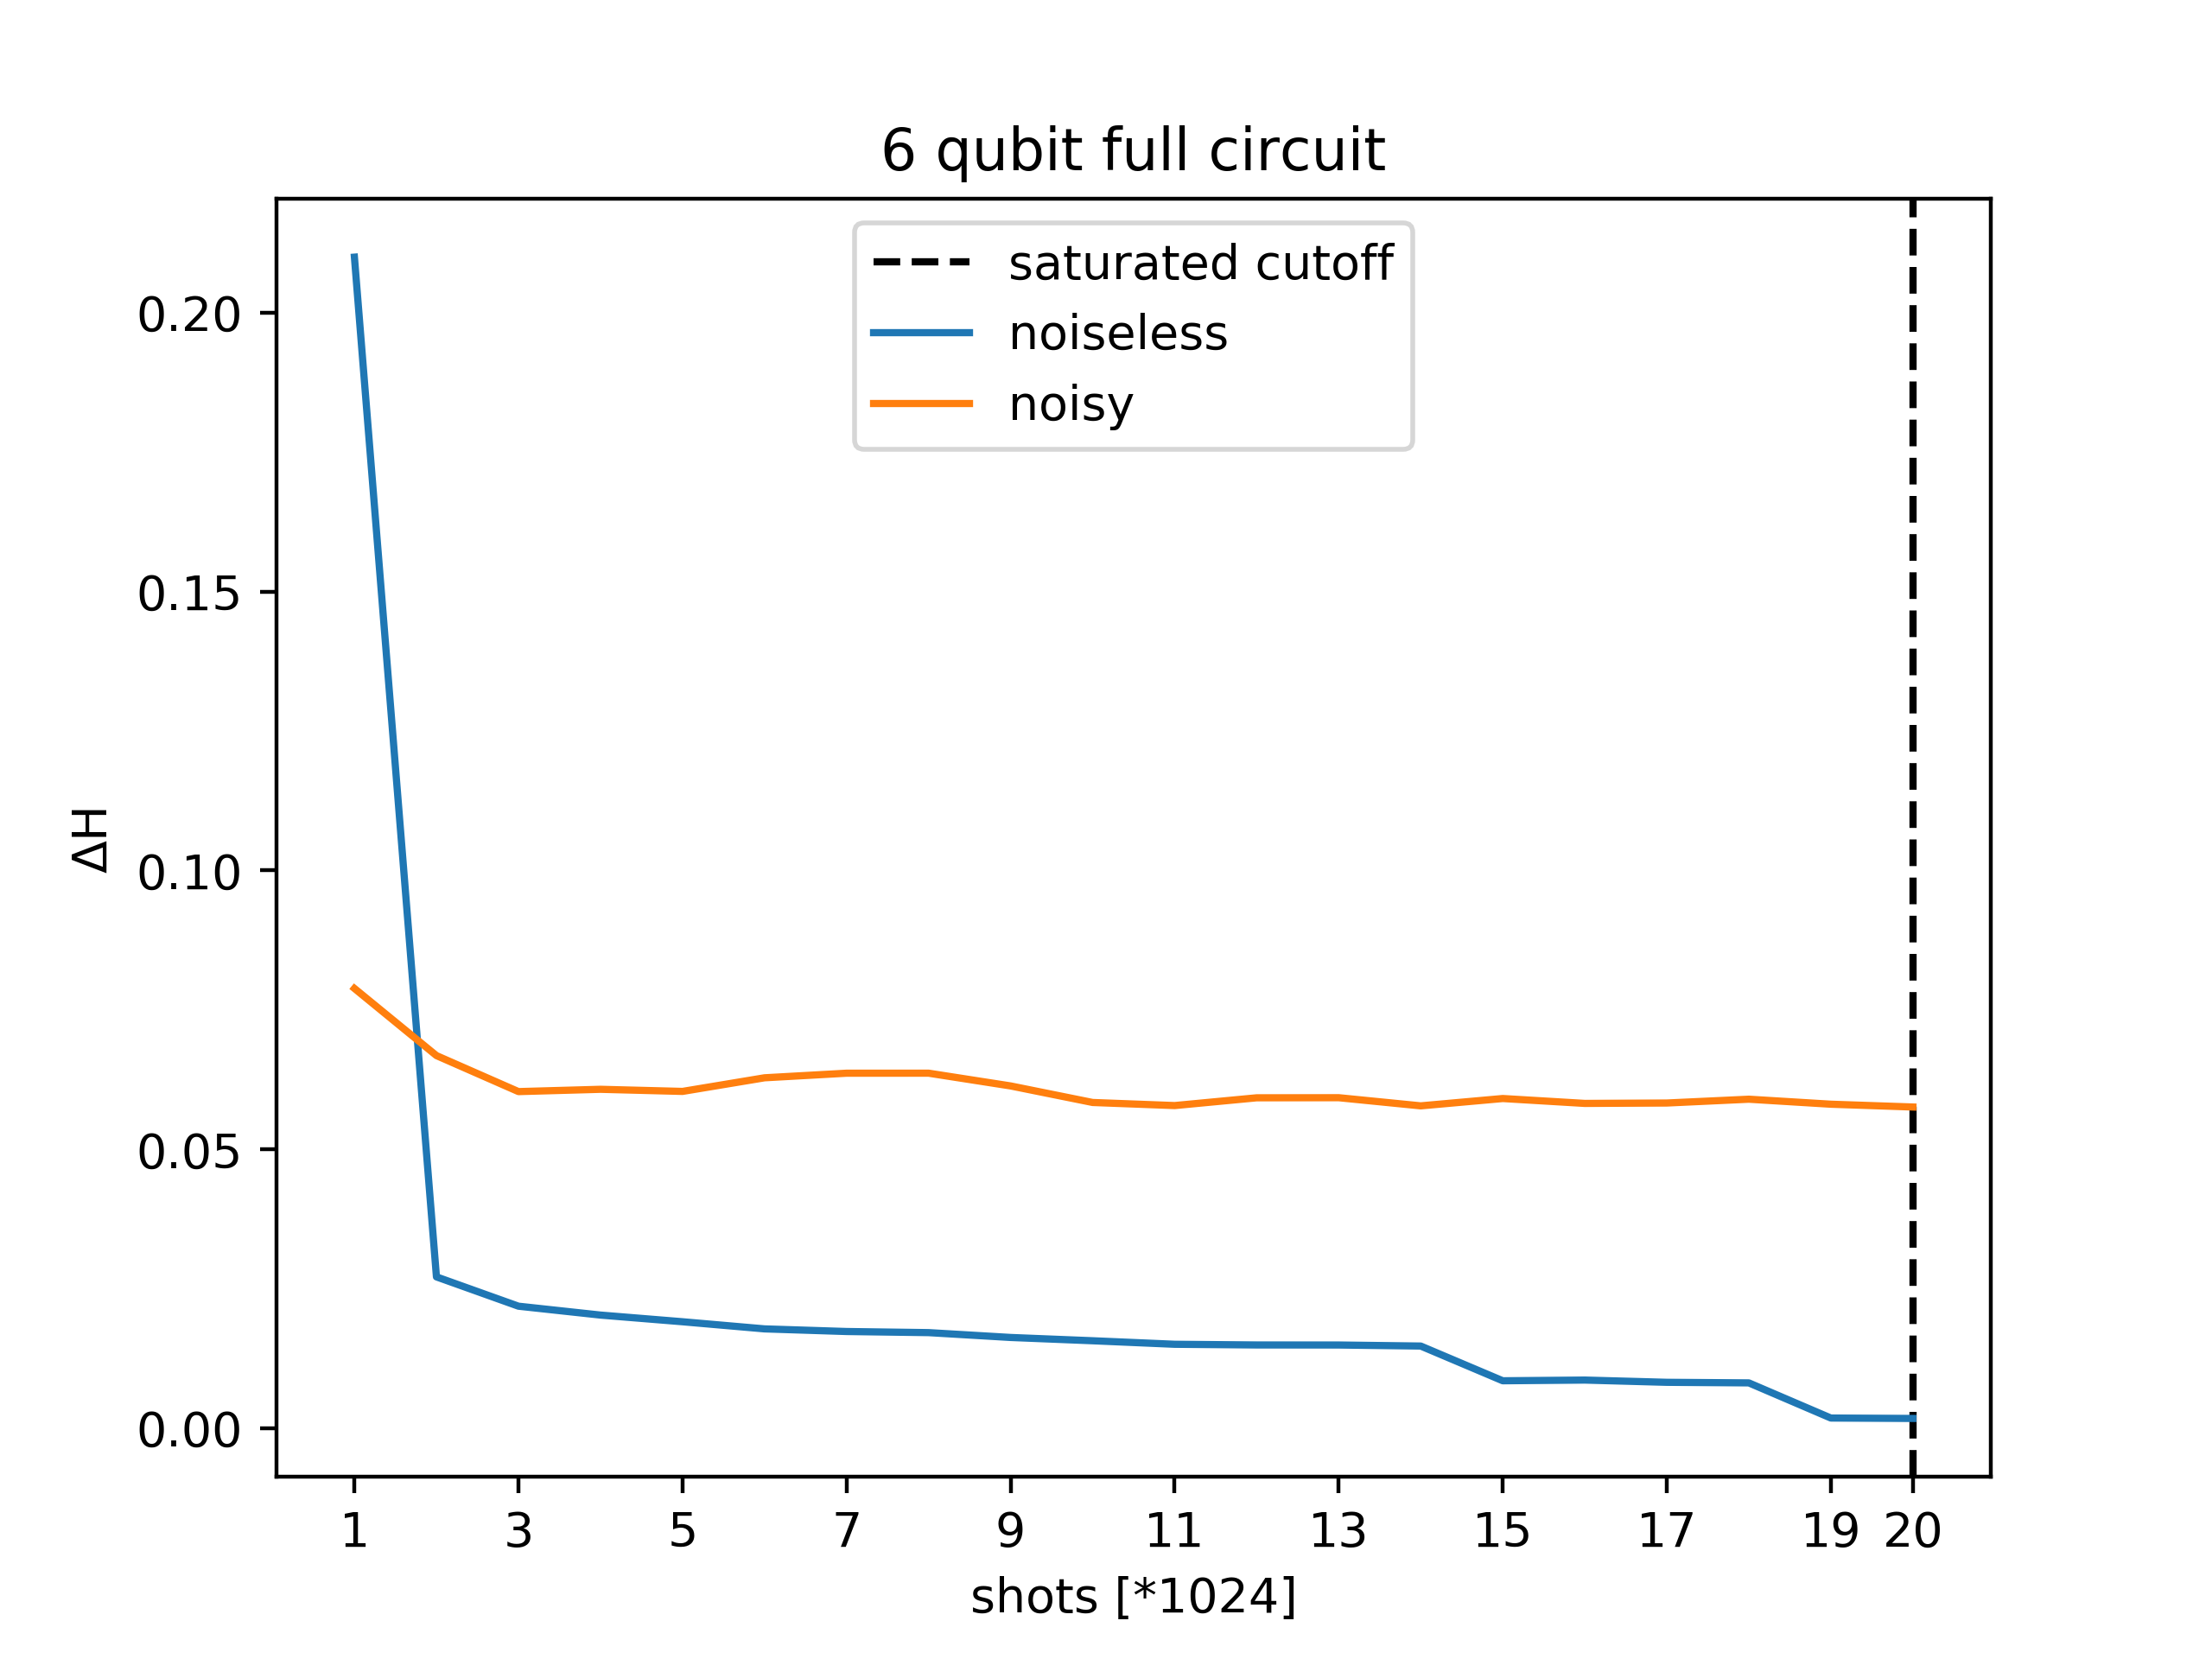 6 qubit full circuit
saturated cutoff
noiseless
noisy
0.20
0.15
0.10
0.05
0.00
ΔH
1 3 5 7 9 11 13 15 17 19 20
shots [*1024]